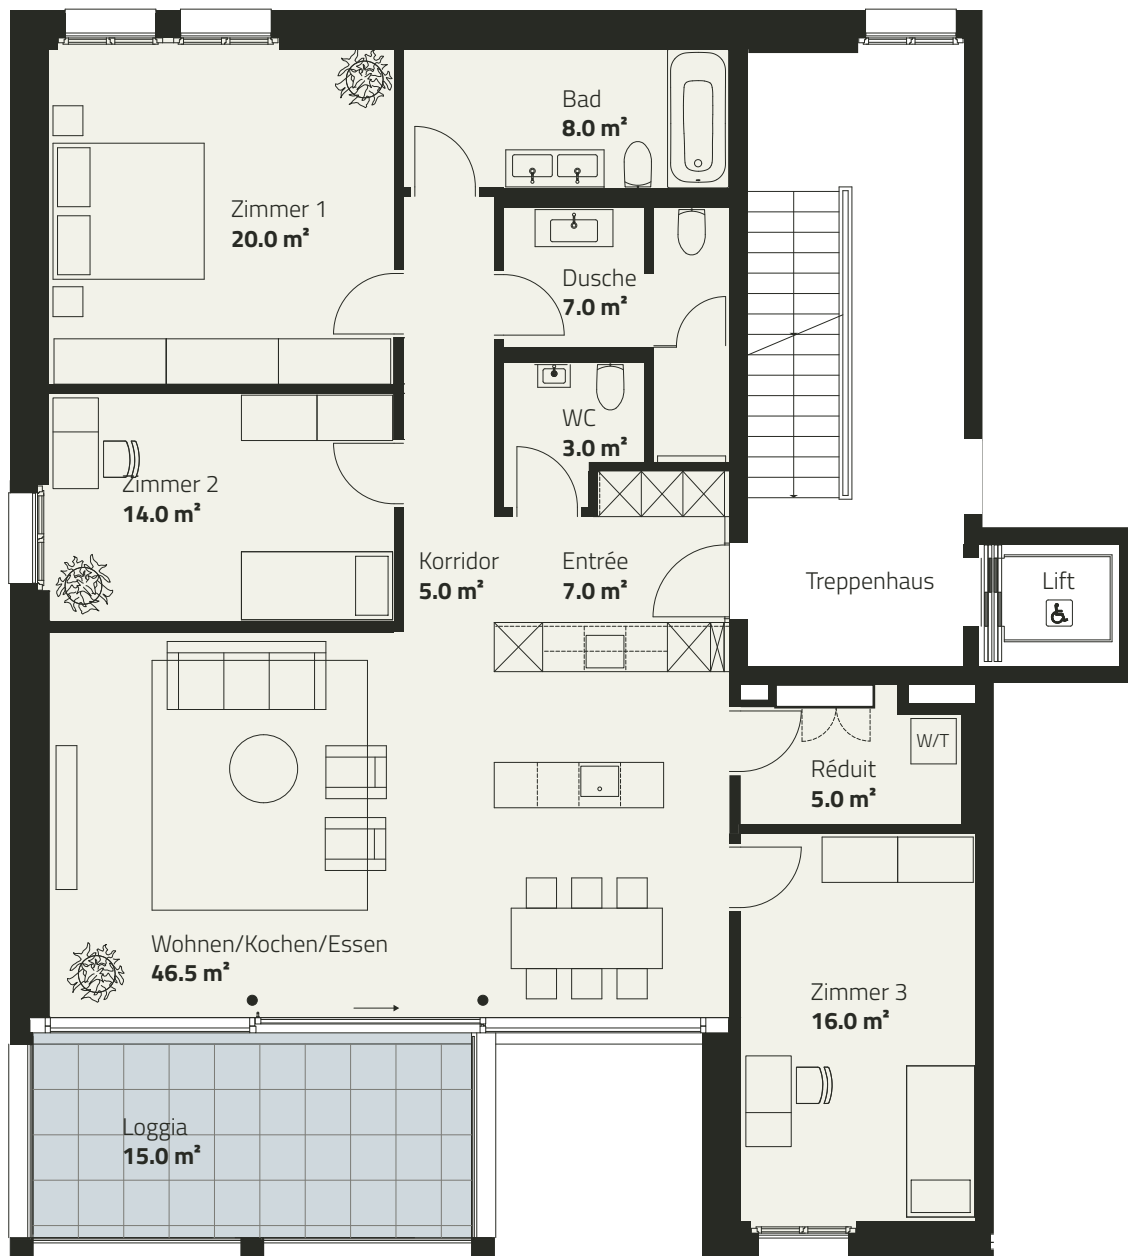 Bad
8.0 m²
Zimmer 1
20.0 m²
Dusche
7.0 m²
WC
3.0 m²
Zimmer 2
14.0 m²
Korridor
5.0 m²
Entrée
7.0 m²
Treppenhaus
Lift
W/T
Réduit
5.0 m²
Wohnen/Kochen/Essen
46.5 m²
Zimmer 3
16.0 m²
Loggia
15.0 m²